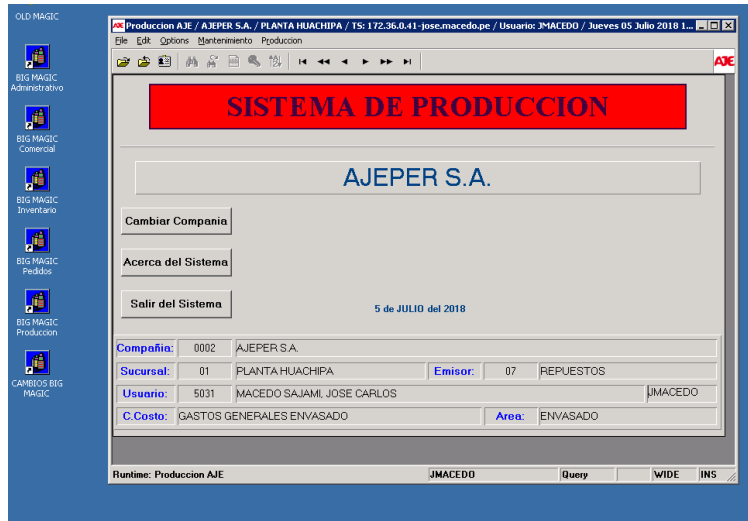 OLD MAGIC
BIG MAGIC
Administrativo
BIG MAGIC
Comercial
BIG MAGIC
Inventario
BIG MAGIC
Pedidos
BIG MAGIC
Produccion
CAMBIOS BIG
MAGIC
AJE Produccion AJE / AJEPER S.A. / PLANTA HUACHIPA / TS: 172.36.0.41-jose.macedo.pe / Usuario: JMACEDO / Jueves 05 Julio 2018 1...
File Edit Options Mantenimiento Produccion
AJE
SISTEMA DE PRODUCCION
AJEPER S.A.
Cambiar Compania
Acerca del Sistema
Salir del Sistema
5 de JULIO del 2018
Compañia: 0002 AJEPER S.A.
Sucursal: 01 PLANTA HUACHIPA Emisor: 07 REPUESTOS
Usuario: 5031 MACEDO SAJAMI, JOSE CARLOS JMACEDO
C.Costo: GASTOS GENERALES ENVASADO Area: ENVASADO
Runtime: Produccion AJE JMACEDO Query WIDE INS